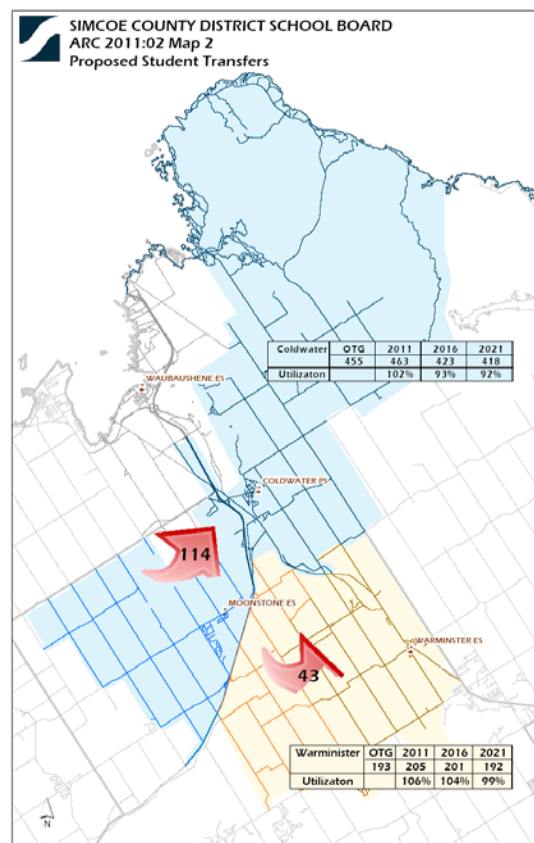 SIMCOE COUNTY DISTRICT SCHOOL BOARD
ARC 2011:02 Map 2
Proposed Student Transfers
Coldwater OTG 2011 2016 2021
455 463 423 418
Utilizaton 102% 93% 92%
WAUBAUSHENE ES
COLDWATER PS
114
MOONSTONE ES
WARMINSTER ES
43
Warminister OTG 2011 2016 2021
193 205 201 192
Utilizaton 106% 104% 99%
N